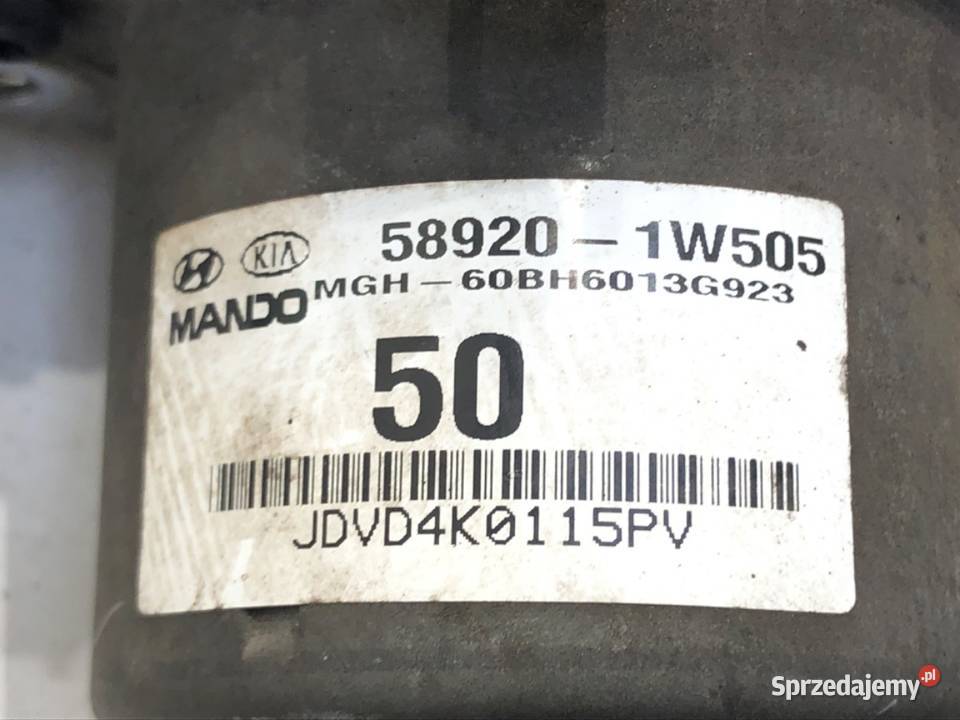 KIA 58920-1W505
MANDO MGH-60BH6013G923
50
JDVD4K0115PV
Sprzedajemy.pl